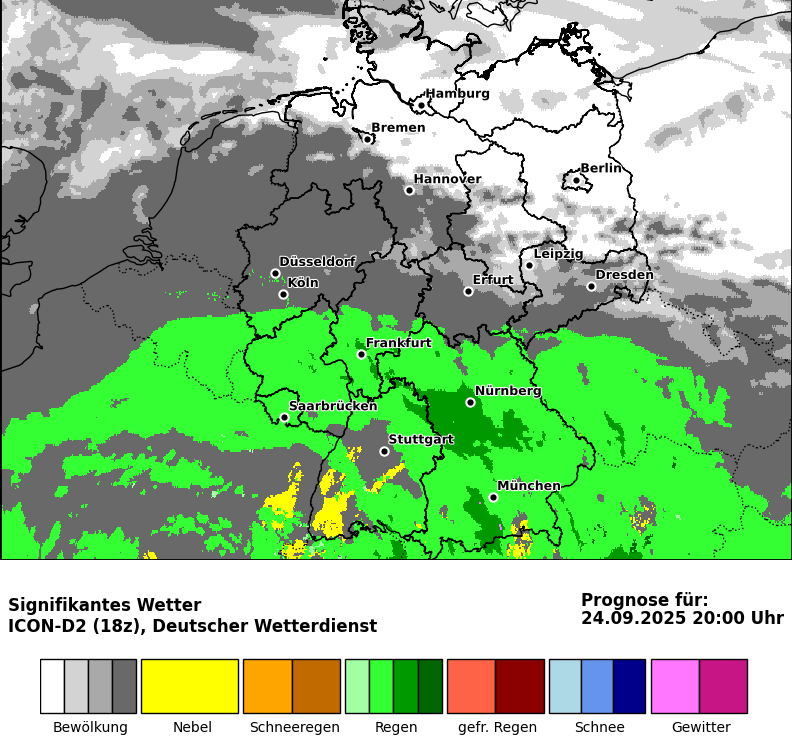 Hamburg
Bremen
Berlin
Hannover
Leipzig
Düsseldorf
Dresden
Köln
Erfurt
Frankfurt
Nürnberg
Saarbrücken
Stuttgart
München
Signifikantes Wetter
ICON-D2 (18z), Deutscher Wetterdienst
Prognose für:
24.09.2025 20:00 Uhr
Bewölkung Nebel Schneeregen Regen gefr. Regen Schnee Gewitter